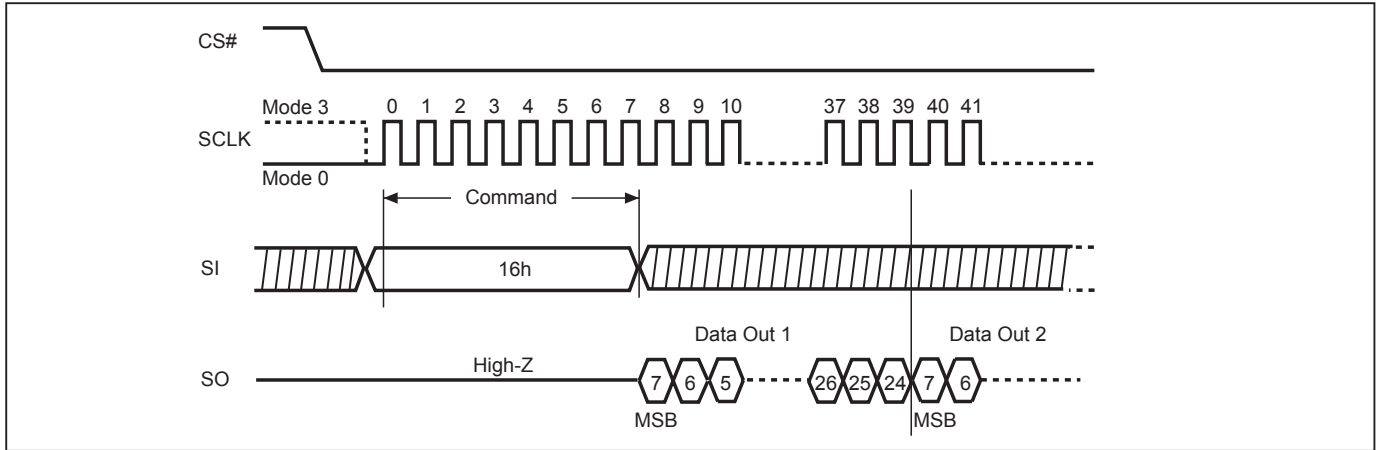 CS#
Mode 3 0 1 2 3 4 5 6 7 8 9 10 37 38 39 40 41
SCLK
Mode 0
Command
SI 16h
Data Out 1 Data Out 2
High-Z
SO 7 6 5 26 25 24 7 6
MSB MSB